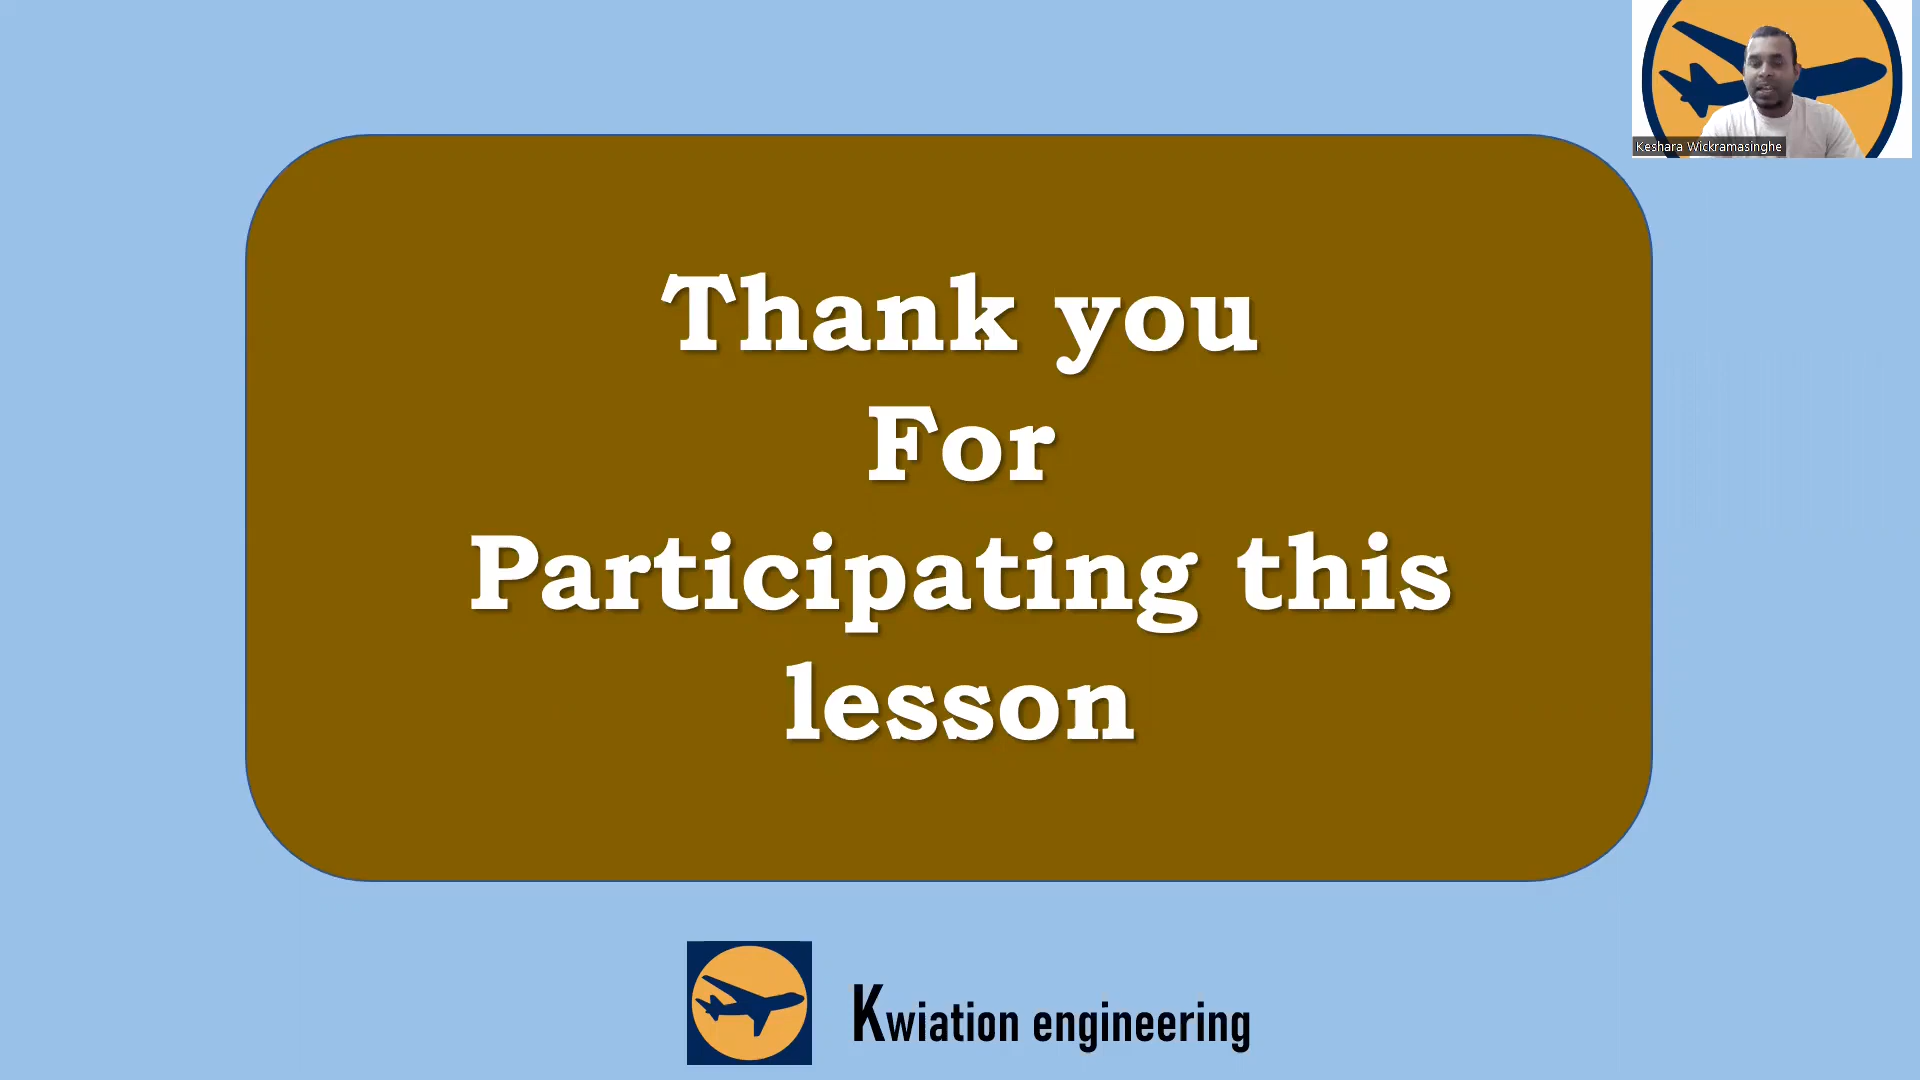 Keshara Wickramasinghe
Thank you
For
Participating this
lesson
Kwiation engineering